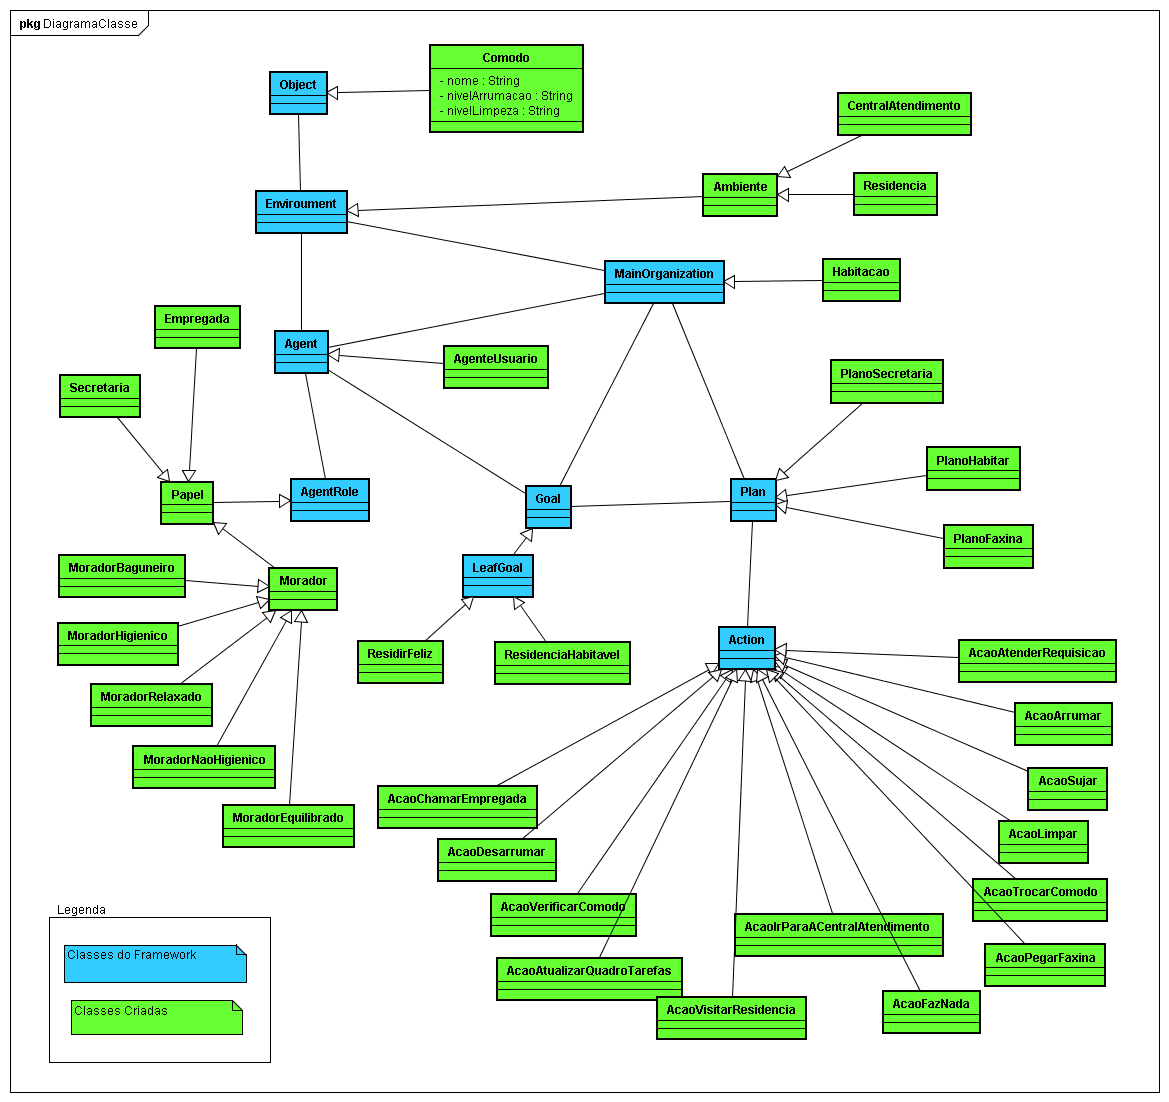 pkg DiagramaClasse
Comodo
- nome : String
- nivelArrumacao : String
- nivelLimpeza : String
Object
CentralAtendimento
Ambiente
Residencia
Enviroument
MainOrganization
Habitacao
Empregada
Agent
AgenteUsuario
PlanoSecretaria
Secretaria
PlanoHabitar
Papel
AgentRole
Goal
Plan
PlanoFaxina
MoradorBaguneiro
Morador
LeafGoal
MoradorHigienico
ResidirFeliz
ResidenciaHabitavel
Action
AcaoAtenderRequisicao
MoradorRelaxado
AcaoArrumar
MoradorNaoHigienico
AcaoSujar
AcaoChamarEmpregada
MoradorEquilibrado
AcaoLimpar
AcaoDesarrumar
AcaoTrocarComodo
AcaoVerificarComodo
AcaoIrParaACentralAtendimento
AcaoPegarFaxina
AcaoAtualizarQuadroTarefas
AcaoVisitarResidencia
AcaoFazNada
Legenda
Classes do Framework
Classes Criadas